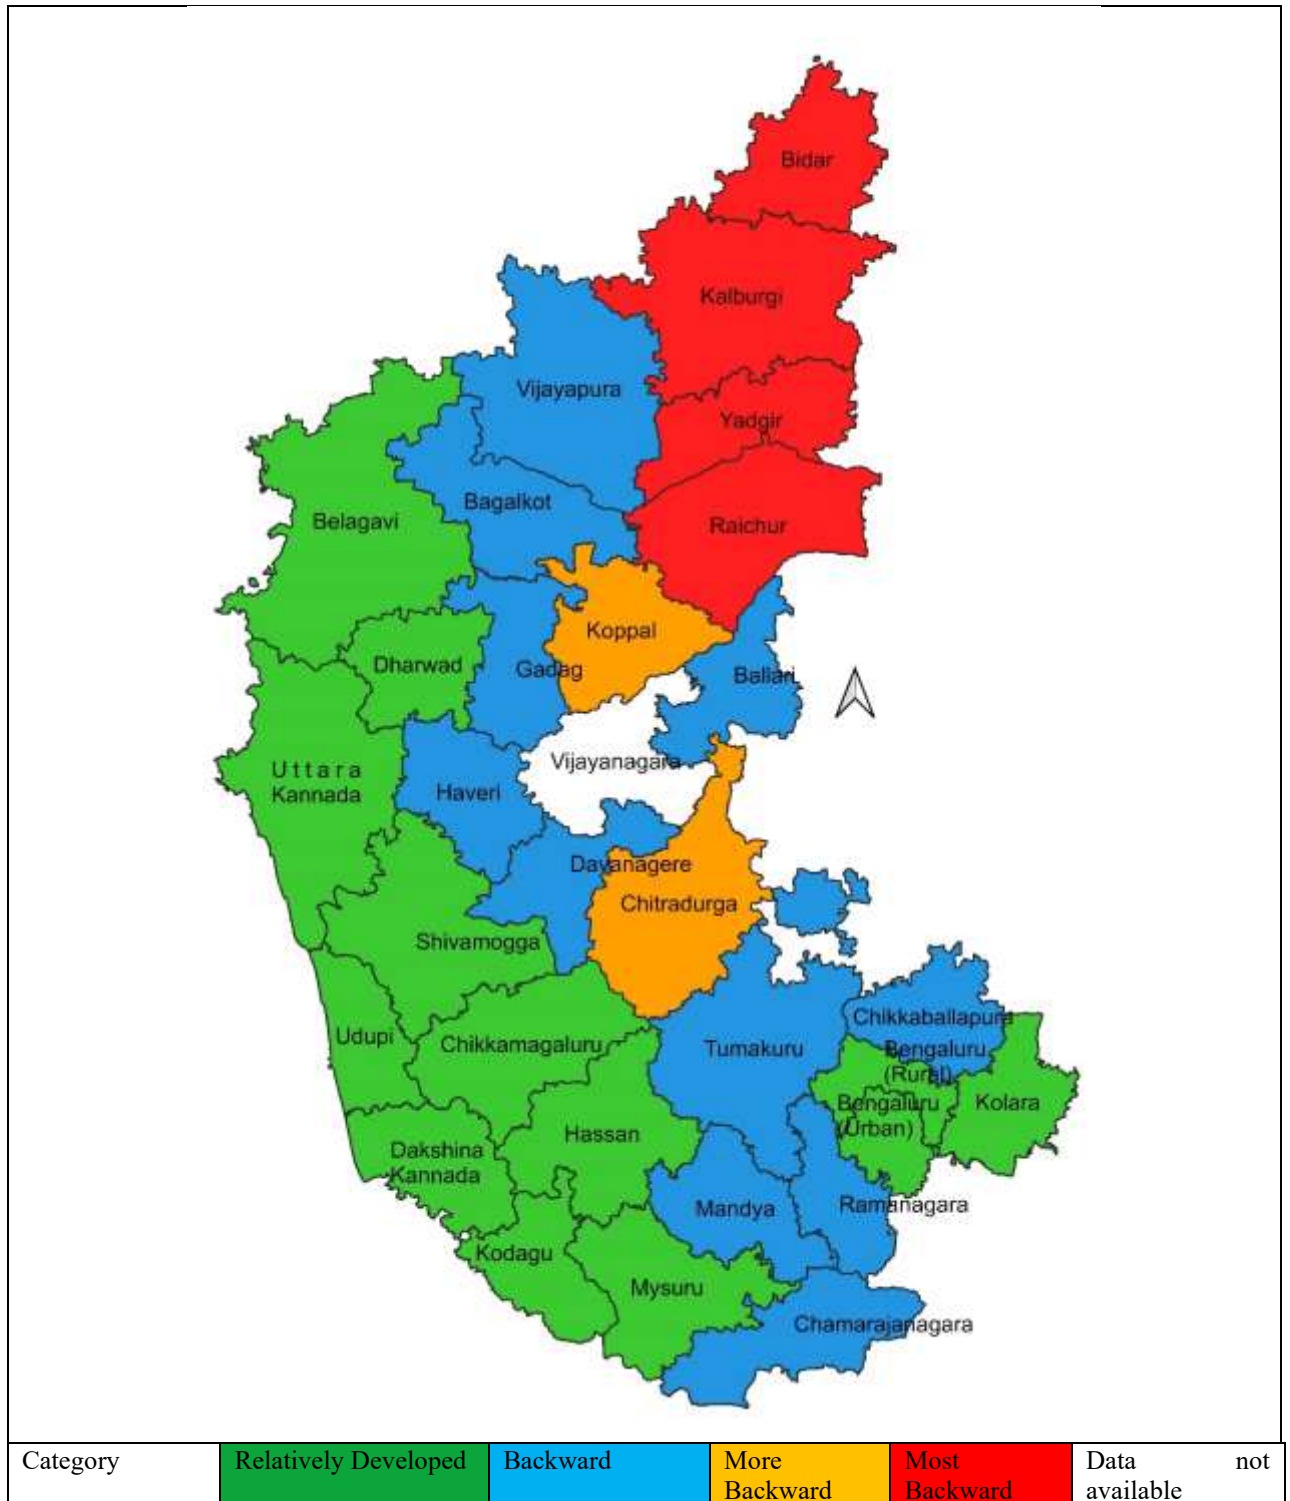 Bidar
Kalburgi
Vijayapura
Yadgir
Bagalkot
Belagavi
Raichur
Koppal
Dharwad
Gadag
Ballari
Vijayanagara
Uttara
Kannada
Haveri
Davanagere
Chitradurga
Shivamogga
Chikkaballapura
Udupi
Chikkamagaluru
Tumakuru
Bengaluru
(Rural)
Bengaluru
(Urban)
Kolara
Hassan
Dakshina
Kannada
Mandya
Ramanagara
Kodagu
Mysuru
Chamarajanagara
Category
Relatively Developed
Backward
More
Backward
Most
Backward
Data not
available